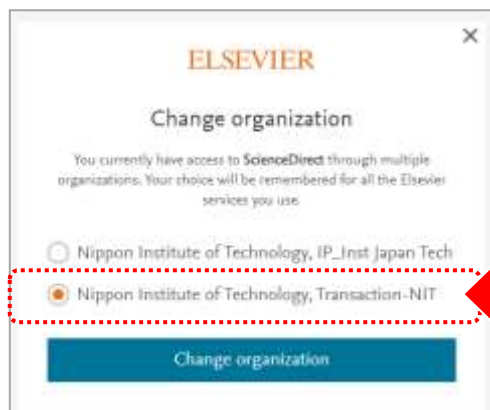 ELSEVIER
Change organization
You currently have access to ScienceDirect through multiple
organizations. Your choice will be remembered for all the Elsevier
services you use.
Nippon Institute of Technology, IP_Inst Japan Tech
Nippon Institute of Technology, Transaction-NIT
Change organization